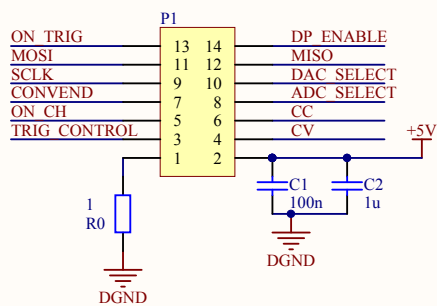 P1
ON TRIG 13 14 DP ENABLE
MOSI 11 12 MISO
SCLK 9 10 DAC SELECT
CONVEND 7 8 ADC SELECT
ON CH 5 6 CC
TRIG CONTROL 3 4 CV
+5V
1 2
C1 C2
100n 1u
1
R0
DGND
DGND